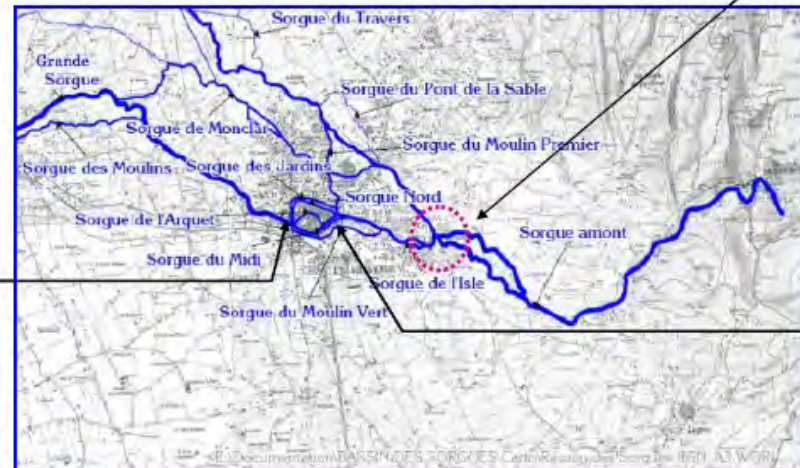 Sorgue du Travers
Grande
Sorgue
Sorgue du Pont de la Sable
Sorgue de Monclar
Sorgue du Moulin Premier
Sorgue des Moulins
Sorgue des Jardins
Sorgue Nord
Sorgue de l'Arquet
Sorgue amont
Sorgue du Midi
Sorgue de l'Isle
Sorgue du Moulin Vert